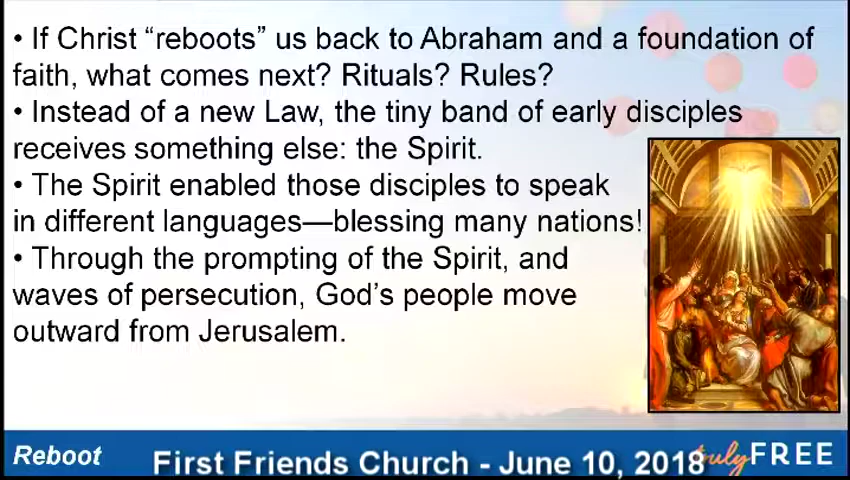 • If Christ “reboots” us back to Abraham and a foundation of
faith, what comes next? Rituals? Rules?
• Instead of a new Law, the tiny band of early disciples
receives something else: the Spirit.
• The Spirit enabled those disciples to speak
in different languages—blessing many nations!
• Through the prompting of the Spirit, and
waves of persecution, God’s people move
outward from Jerusalem.
Reboot
First Friends Church - June 10, 2018
truly FREE